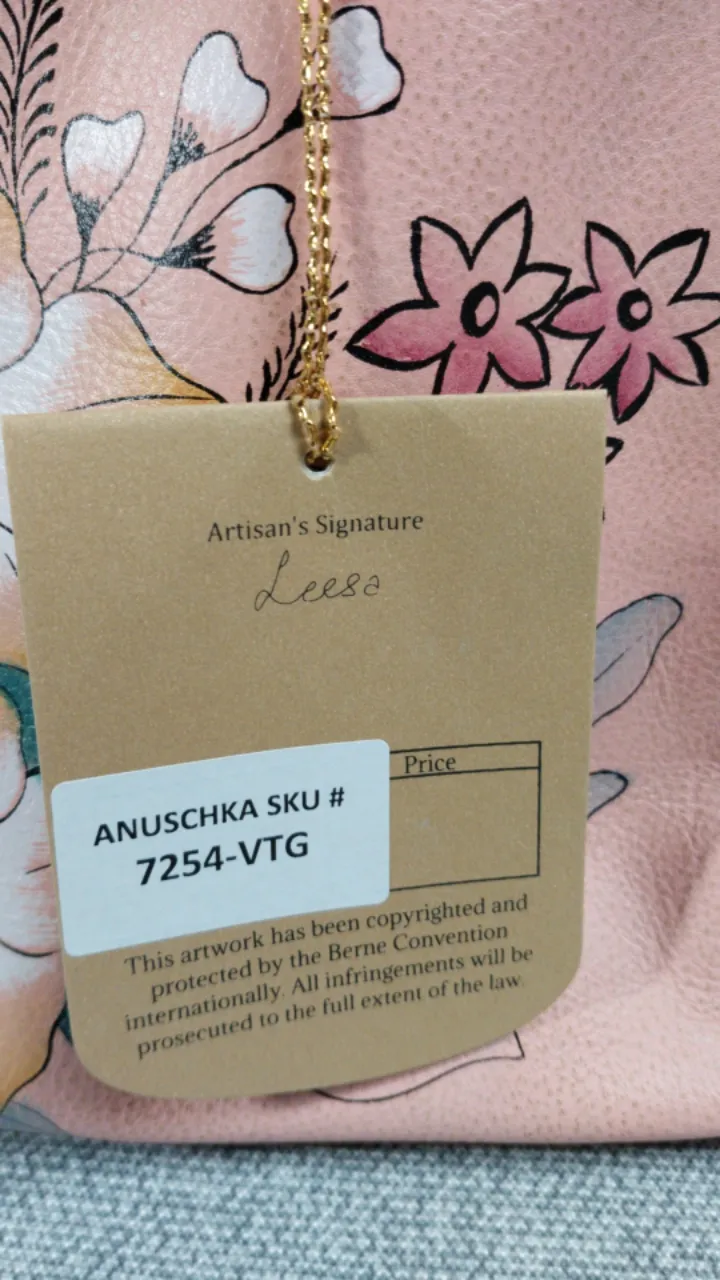 Artisan's Signature
Leesa
Price
ANUSCHKA SKU #
7254-VTG
This artwork has been copyrighted and
protected by the Berne Convention
internationally. All infringements will be
prosecuted to the full extent of the law.